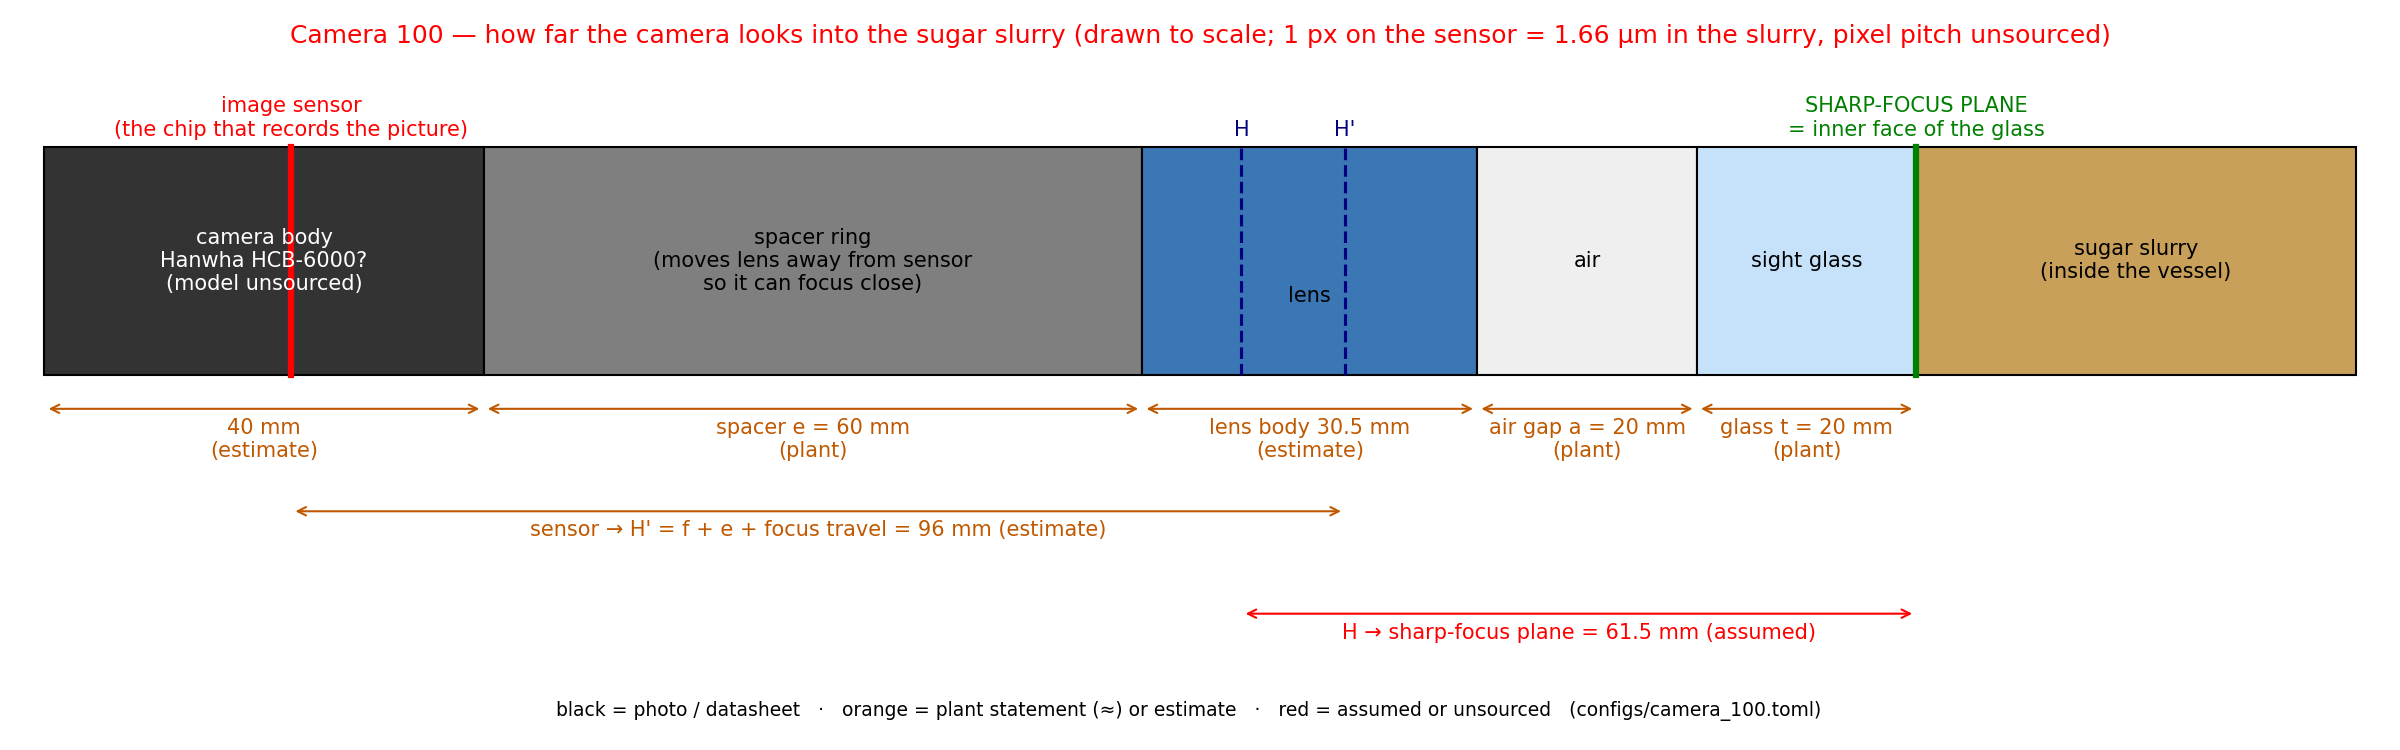 Camera 100 — how far the camera looks into the sugar slurry (drawn to scale; 1 px on the sensor = 1.66 µm in the slurry, pixel pitch unsourced)
image sensor
(the chip that records the picture)
H
H'
SHARP-FOCUS PLANE
= inner face of the glass
camera body
Hanwha HCB-6000?
(model unsourced)
spacer ring
(moves lens away from sensor
so it can focus close)
lens
air
sight glass
sugar slurry
(inside the vessel)
40 mm
(estimate)
spacer e = 60 mm
(plant)
lens body 30.5 mm
(estimate)
air gap a = 20 mm
(plant)
glass t = 20 mm
(plant)
sensor → H' = f + e + focus travel = 96 mm (estimate)
H → sharp-focus plane = 61.5 mm (assumed)
black = photo / datasheet · orange = plant statement (≈) or estimate · red = assumed or unsourced (configs/camera_100.toml)